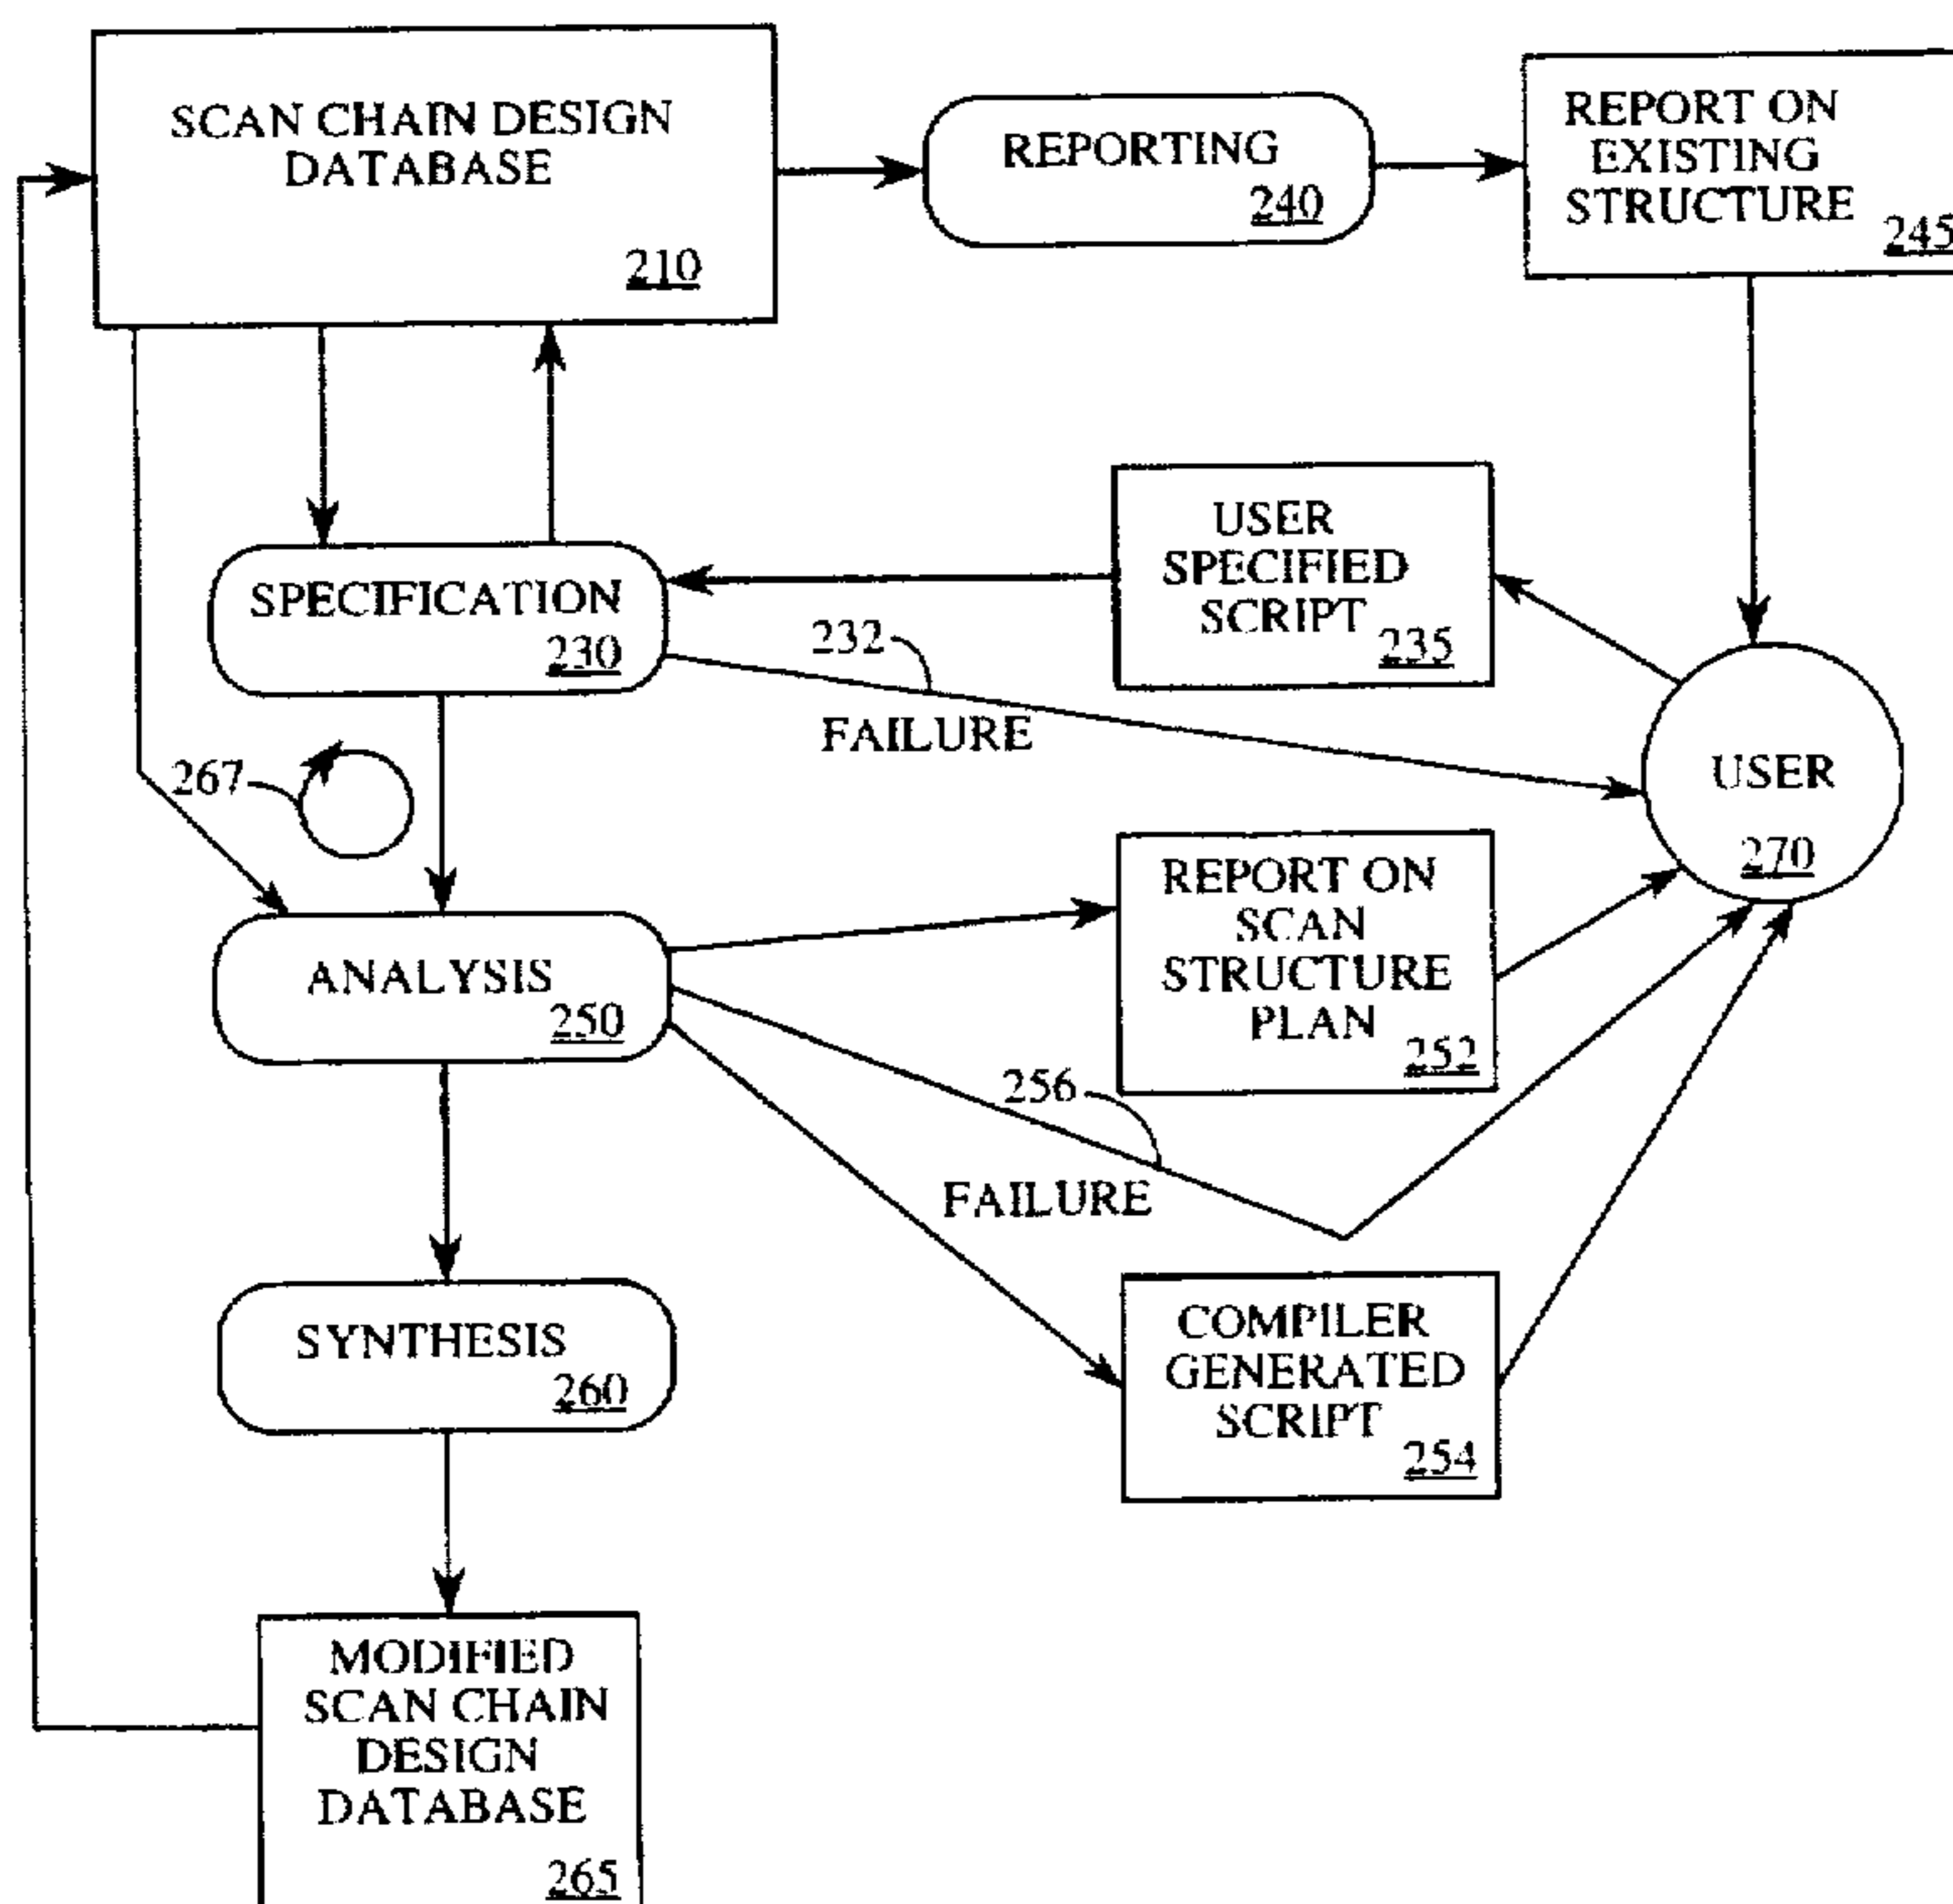 SCAN CHAIN DESIGN
DATABASE
210
REPORTING
240
REPORT ON
EXISTING
STRUCTURE
245
USER
SPECIFIED
SCRIPT
235
SPECIFICATION
230
232
FAILURE
USER
270
267
REPORT ON
SCAN
STRUCTURE
PLAN
252
ANALYSIS
250
256
FAILURE
COMPILER
GENERATED
SCRIPT
254
SYNTHESIS
260
MODIFIED
SCAN CHAIN
DESIGN
DATABASE
265